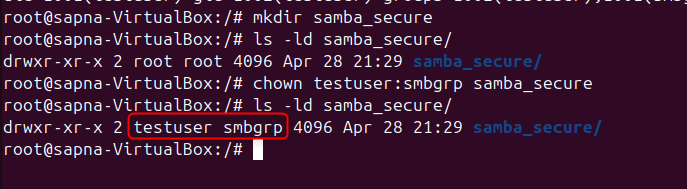 root@sapna-VirtualBox:/# mkdir samba_secure
root@sapna-VirtualBox:/# ls -ld samba_secure/
drwxr-xr-x 2 root root 4096 Apr 28 21:29 samba_secure/
root@sapna-VirtualBox:/# chown testuser:smbgrp samba_secure
root@sapna-VirtualBox:/# ls -ld samba_secure/
drwxr-xr-x 2 testuser smbgrp 4096 Apr 28 21:29 samba_secure/
root@sapna-VirtualBox:/#